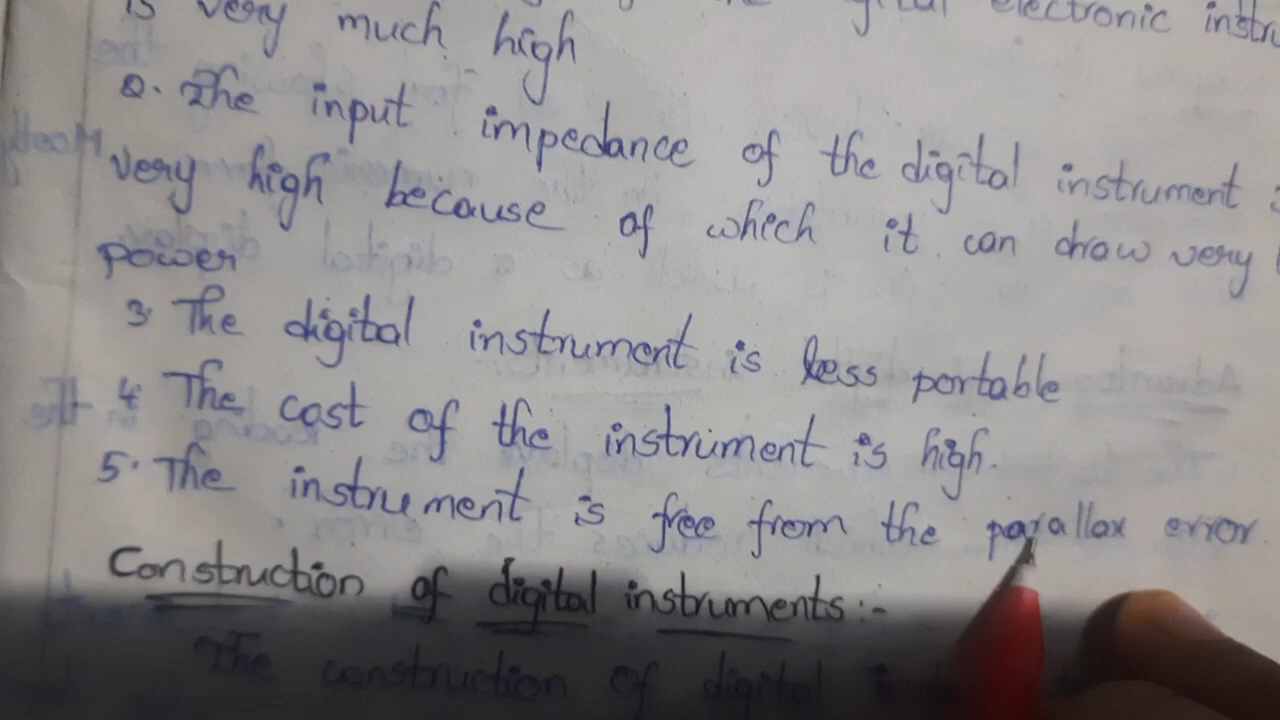 is very much high electronic
2. The input impedance of the digital instrument
very high because of which it can draw very
power
3. The digital instrument is less portable
4 The cost of the instrument is high.
5. The instrument is free from the parallax error.
Construction of digital instruments:-
The construction of digital